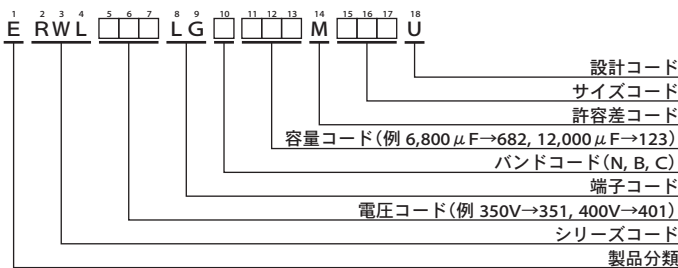 1 2 3 4 5 6 7 8 9 10 11 12 13 14 15 16 17 18
E RWL □□□ LG □ □□□ M □□□ U
設計コード
サイズコード
許容差コード
容量コード(例 6,800μF→682, 12,000μF→123)
バンドコード(N, B, C)
端子コード
電圧コード(例 350V→351, 400V→401)
シリーズコード
製品分類